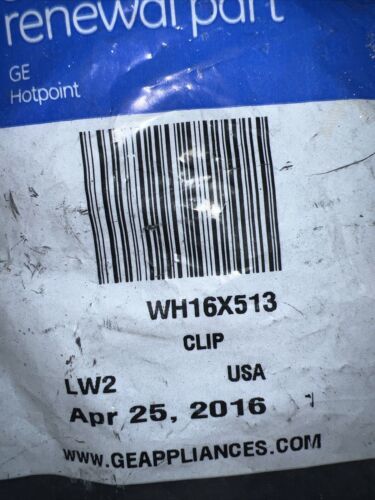 renewal part
GE
Hotpoint
WH16X513
CLIP
LW2 USA
Apr 25, 2016
www.GEAPPLIANCES.COM